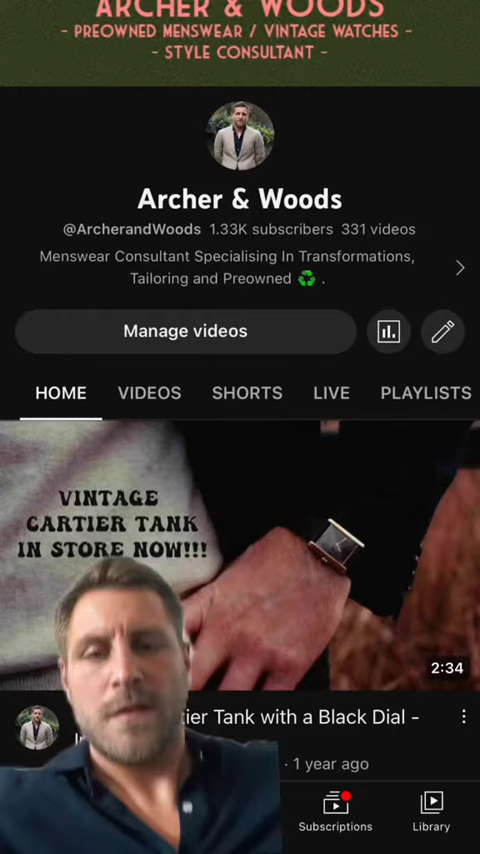 ARCHER & WOODS
- PREOWNED MENSWEAR / VINTAGE WATCHES -
- STYLE CONSULTANT -
Archer & Woods
@ArcherandWoods 1.33K subscribers 331 videos
Menswear Consultant Specialising In Transformations,
Tailoring and Preowned ♻️ .
Manage videos
HOME VIDEOS SHORTS LIVE PLAYLISTS
VINTAGE
CARTIER TANK
IN STORE NOW!!!
2:34
Tank with a Black Dial -
· 1 year ago
Subscriptions Library